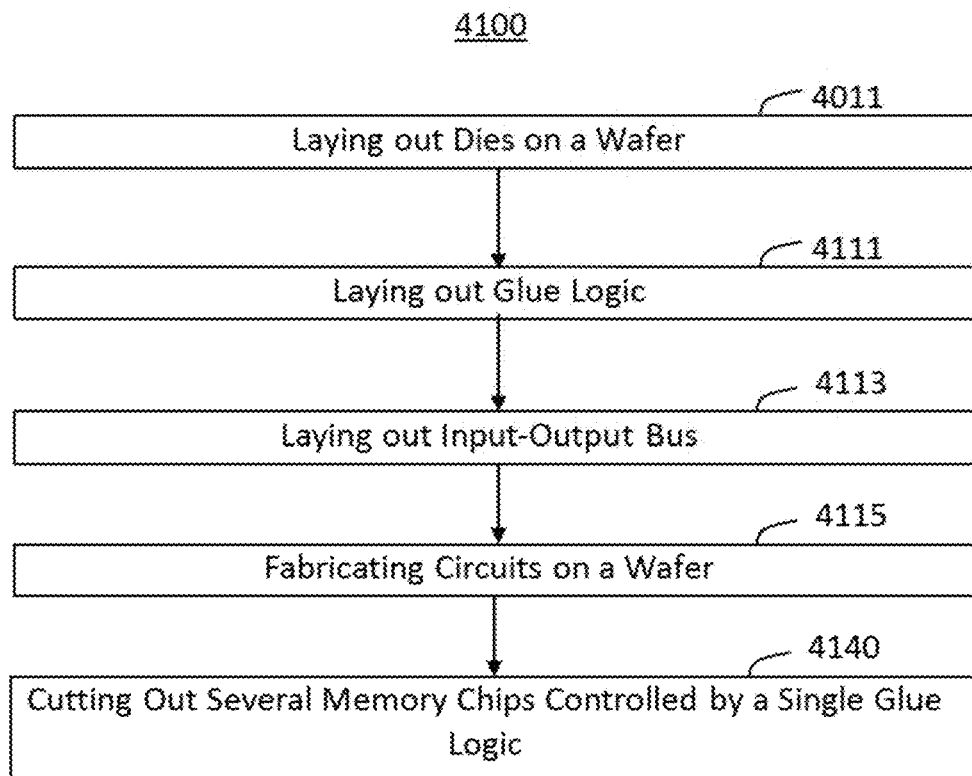 4100
4011
Laying out Dies on a Wafer
4111
Laying out Glue Logic
4113
Laying out Input-Output Bus
4115
Fabricating Circuits on a Wafer
4140
Cutting Out Several Memory Chips Controlled by a Single Glue
Logic